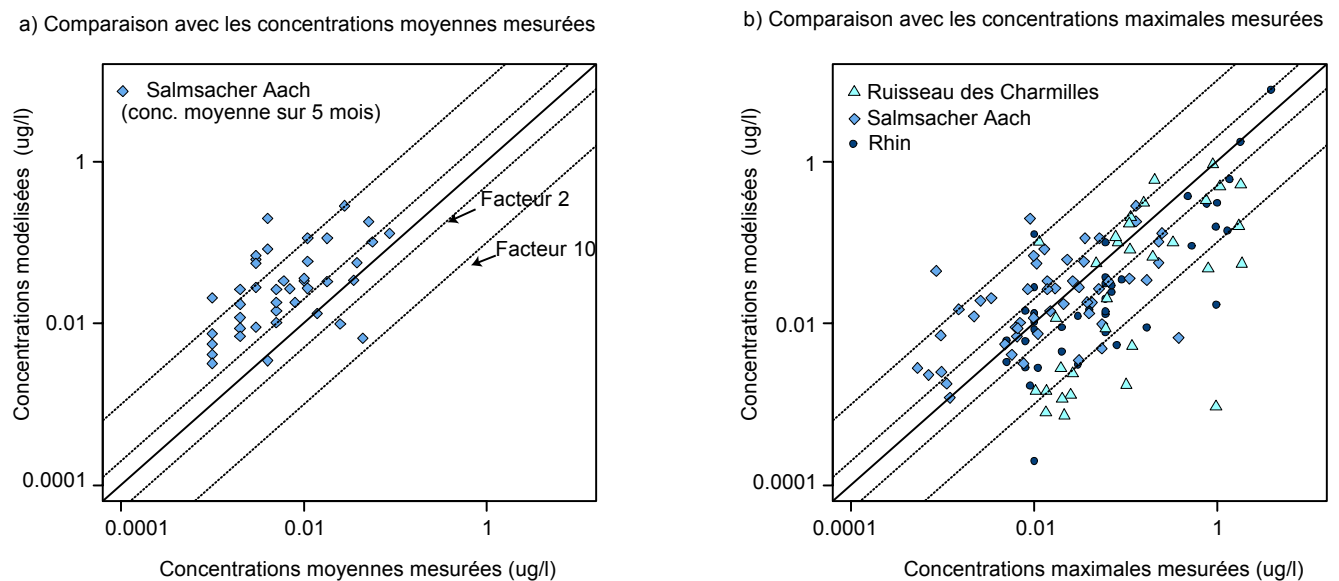 a) Comparaison avec les concentrations moyennes mesurées
Salmsacher Aach
(conc. moyenne sur 5 mois)
Facteur 2
Facteur 10
Concentrations modélisées (ug/l)
1
0.01
0.0001
0.0001
0.01
1
Concentrations moyennes mesurées (ug/l)
b) Comparaison avec les concentrations maximales mesurées
Ruisseau des Charmilles
Salmsacher Aach
Rhin
Concentrations modélisées (ug/l)
1
0.01
0.0001
0.0001
0.01
1
Concentrations maximales mesurées (ug/l)